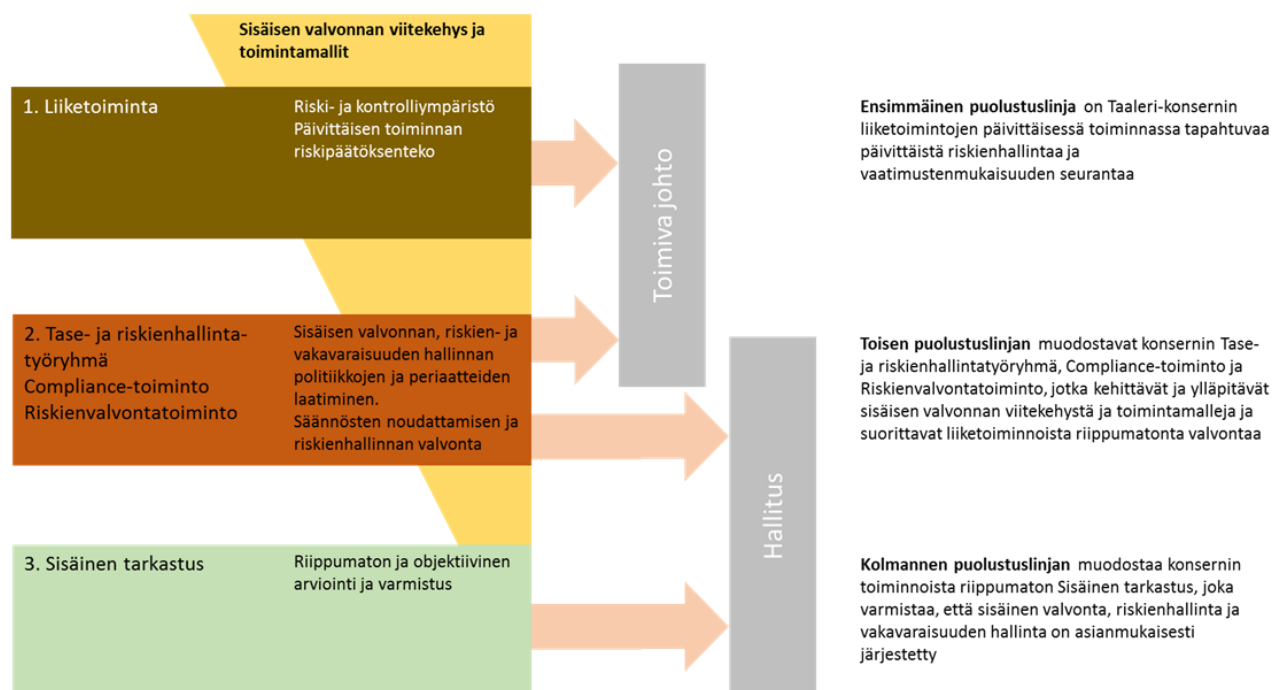 Sisäisen valvonnan viitekehys ja
toimintamallit
1. Liiketoiminta
Riski- ja kontrolliympäristö
Päivittäisen toiminnan
riskipäätöksenteko
Toimiva johto
Ensimmäinen puolustuslinja on Taaleri-konsernin
liiketoimintojen päivittäisessä toiminnassa tapahtuvaa
päivittäistä riskienhallintaa ja
vaatimustenmukaisuuden seurantaa
2. Tase- ja riskienhallinta-
työryhmä
Compliance-toiminto
Riskienvalvontatoiminto
Sisäisen valvonnan, riskien- ja
vakavaraisuuden hallinnan
politiikkojen ja periaatteiden
laatiminen.
Säännösten noudattamisen ja
riskienhallinnan valvonta
Hallitus
Toisen puolustuslinjan muodostavat konsernin Tase-
ja riskienhallintatyöryhmä, Compliance-toiminto ja
Riskienvalvontatoiminto, jotka kehittävät ja ylläpitävät
sisäisen valvonnan viitekehystä ja toimintamalleja ja
suorittavat liiketoiminnoista riippumatonta valvontaa
3. Sisäinen tarkastus
Riippumaton ja objektiivinen
arviointi ja varmistus
Kolmannen puolustuslinjan muodostaa konsernin
toiminnoista riippumaton Sisäinen tarkastus, joka
varmistaa, että sisäinen valvonta, riskienhallinta ja
vakavaraisuuden hallinta on asianmukaisesti
järjestetty